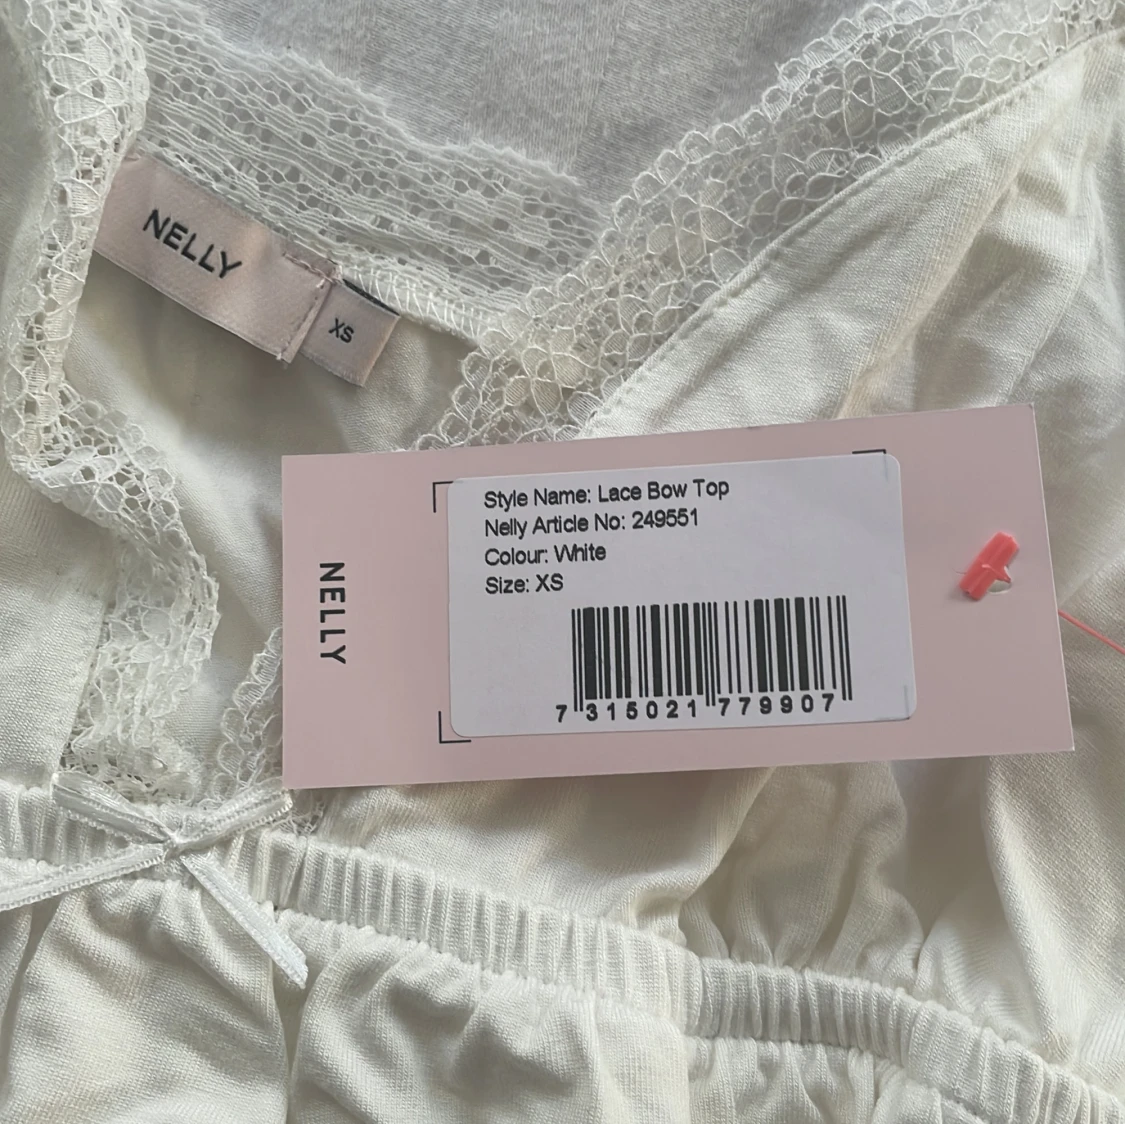 NELLY
XS
Style Name: Lace Bow Top
Nelly Article No: 249551
Colour: White
Size: XS
7 315021 779907
NELLY